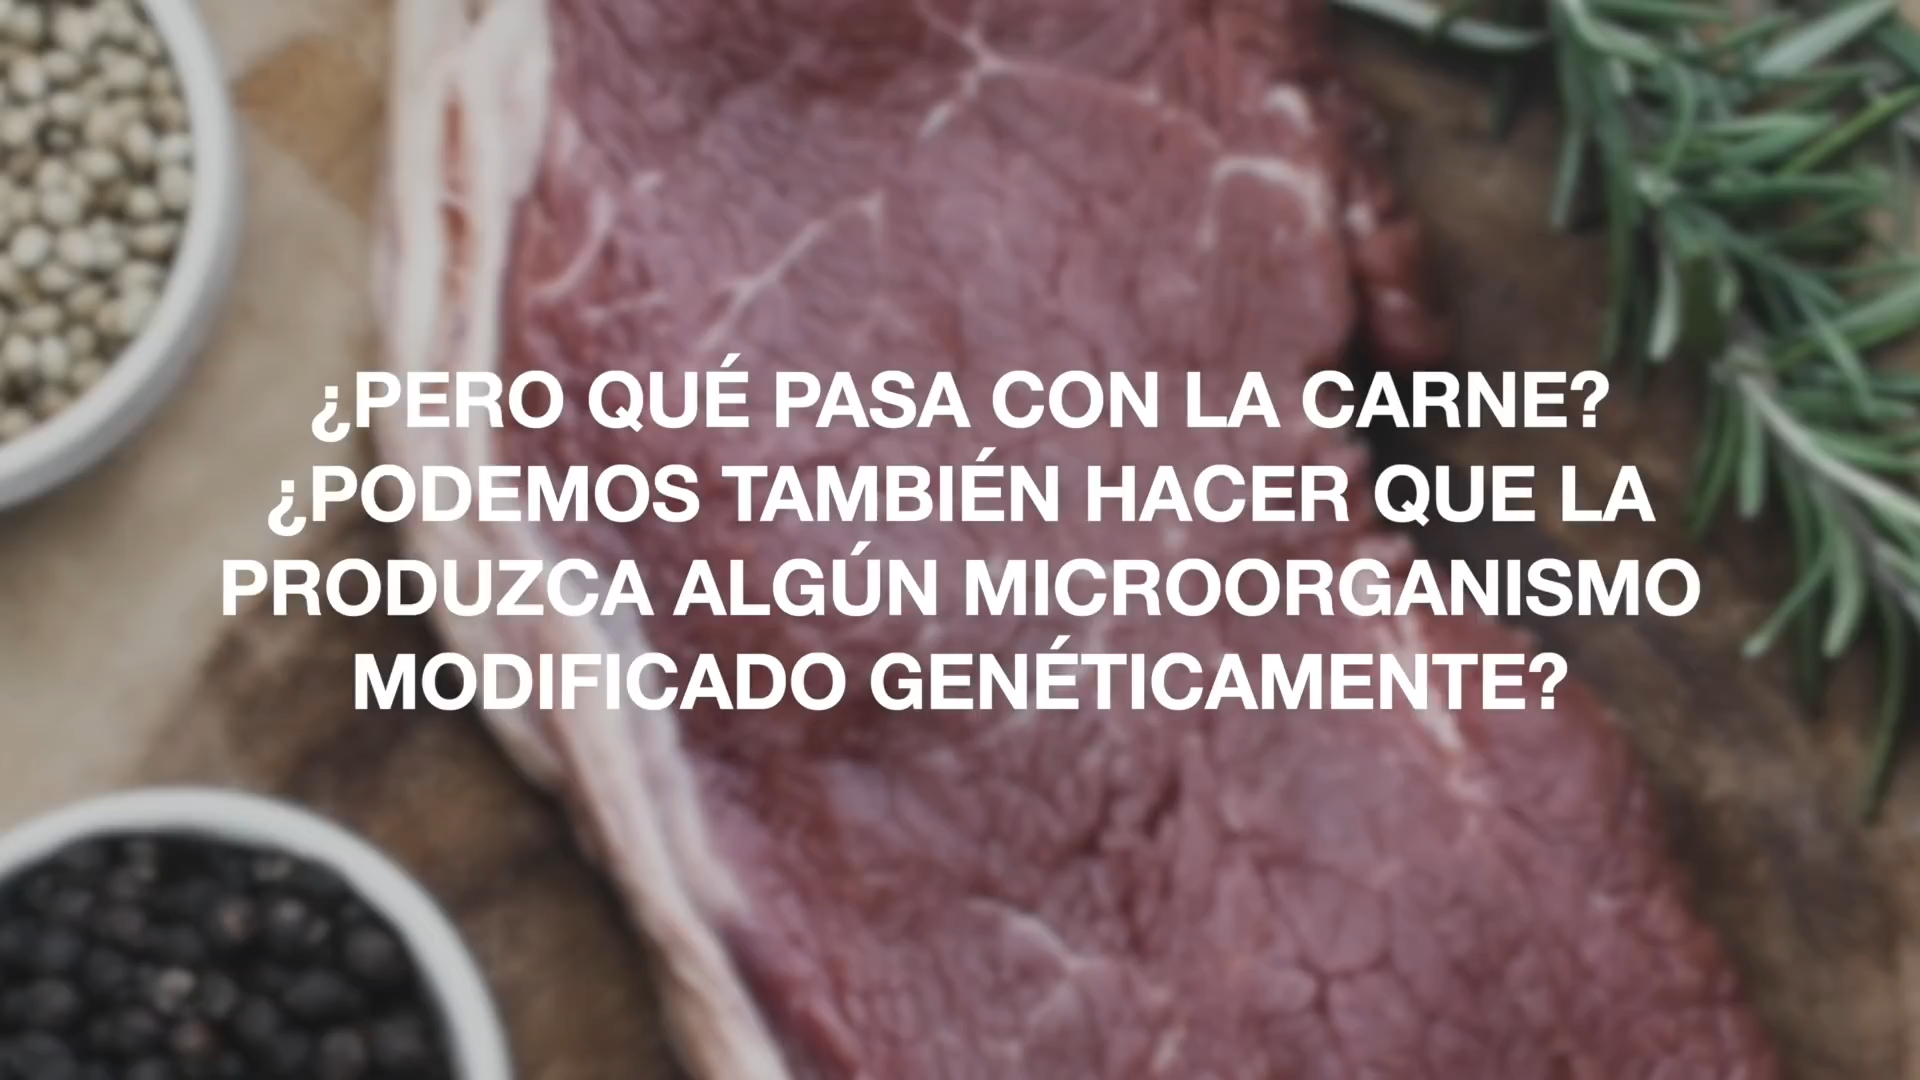 ¿PERO QUÉ PASA CON LA CARNE?
¿PODEMOS TAMBIÉN HACER QUE LA
PRODUZCA ALGÚN MICROORGANISMO
MODIFICADO GENÉTICAMENTE?